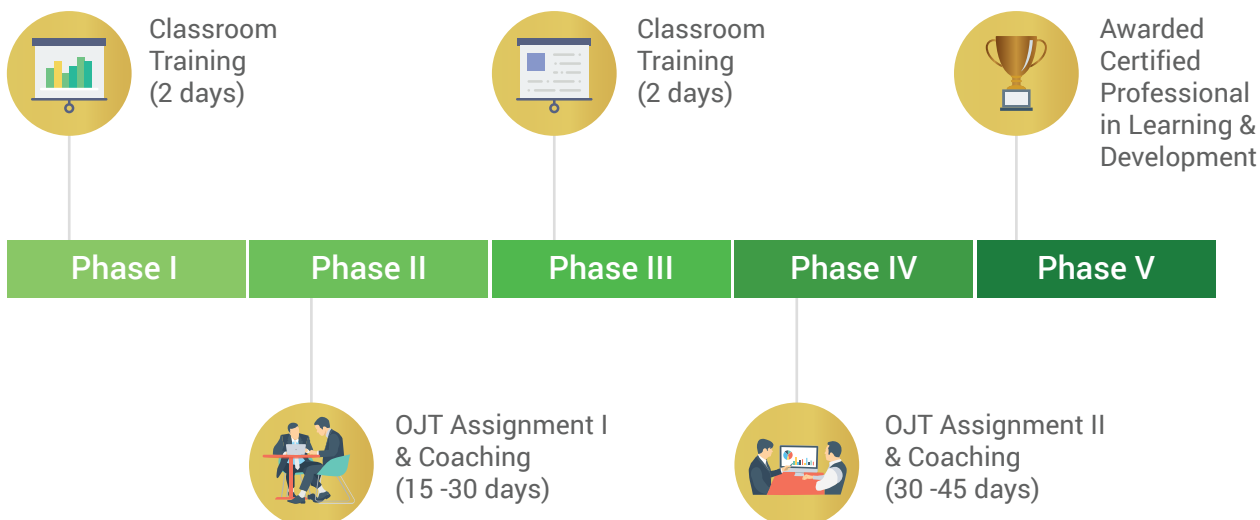 Classroom
Training
(2 days)
Classroom
Training
(2 days)
Awarded
Certified
Professional
in Learning &
Development
Phase I
Phase II
Phase III
Phase IV
Phase V
OJT Assignment I
& Coaching
(15 -30 days)
OJT Assignment II
& Coaching
(30 -45 days)